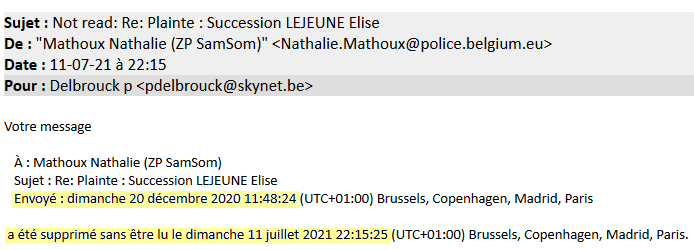 Sujet : Not read: Re: Plainte : Succession LEJEUNE Elise
De : "Mathoux Nathalie (ZP SamSom)" <Nathalie.Mathoux@police.belgium.eu>
Date : 11-07-21 à 22:15
Pour : Delbrouck p <pdelbrouck@skynet.be>
Votre message
À : Mathoux Nathalie (ZP SamSom)
Sujet : Re: Plainte : Succession LEJEUNE Elise
Envoyé : dimanche 20 décembre 2020 11:48:24 (UTC+01:00) Brussels, Copenhagen, Madrid, Paris
a été supprimé sans être lu le dimanche 11 juillet 2021 22:15:25 (UTC+01:00) Brussels, Copenhagen, Madrid, Paris.